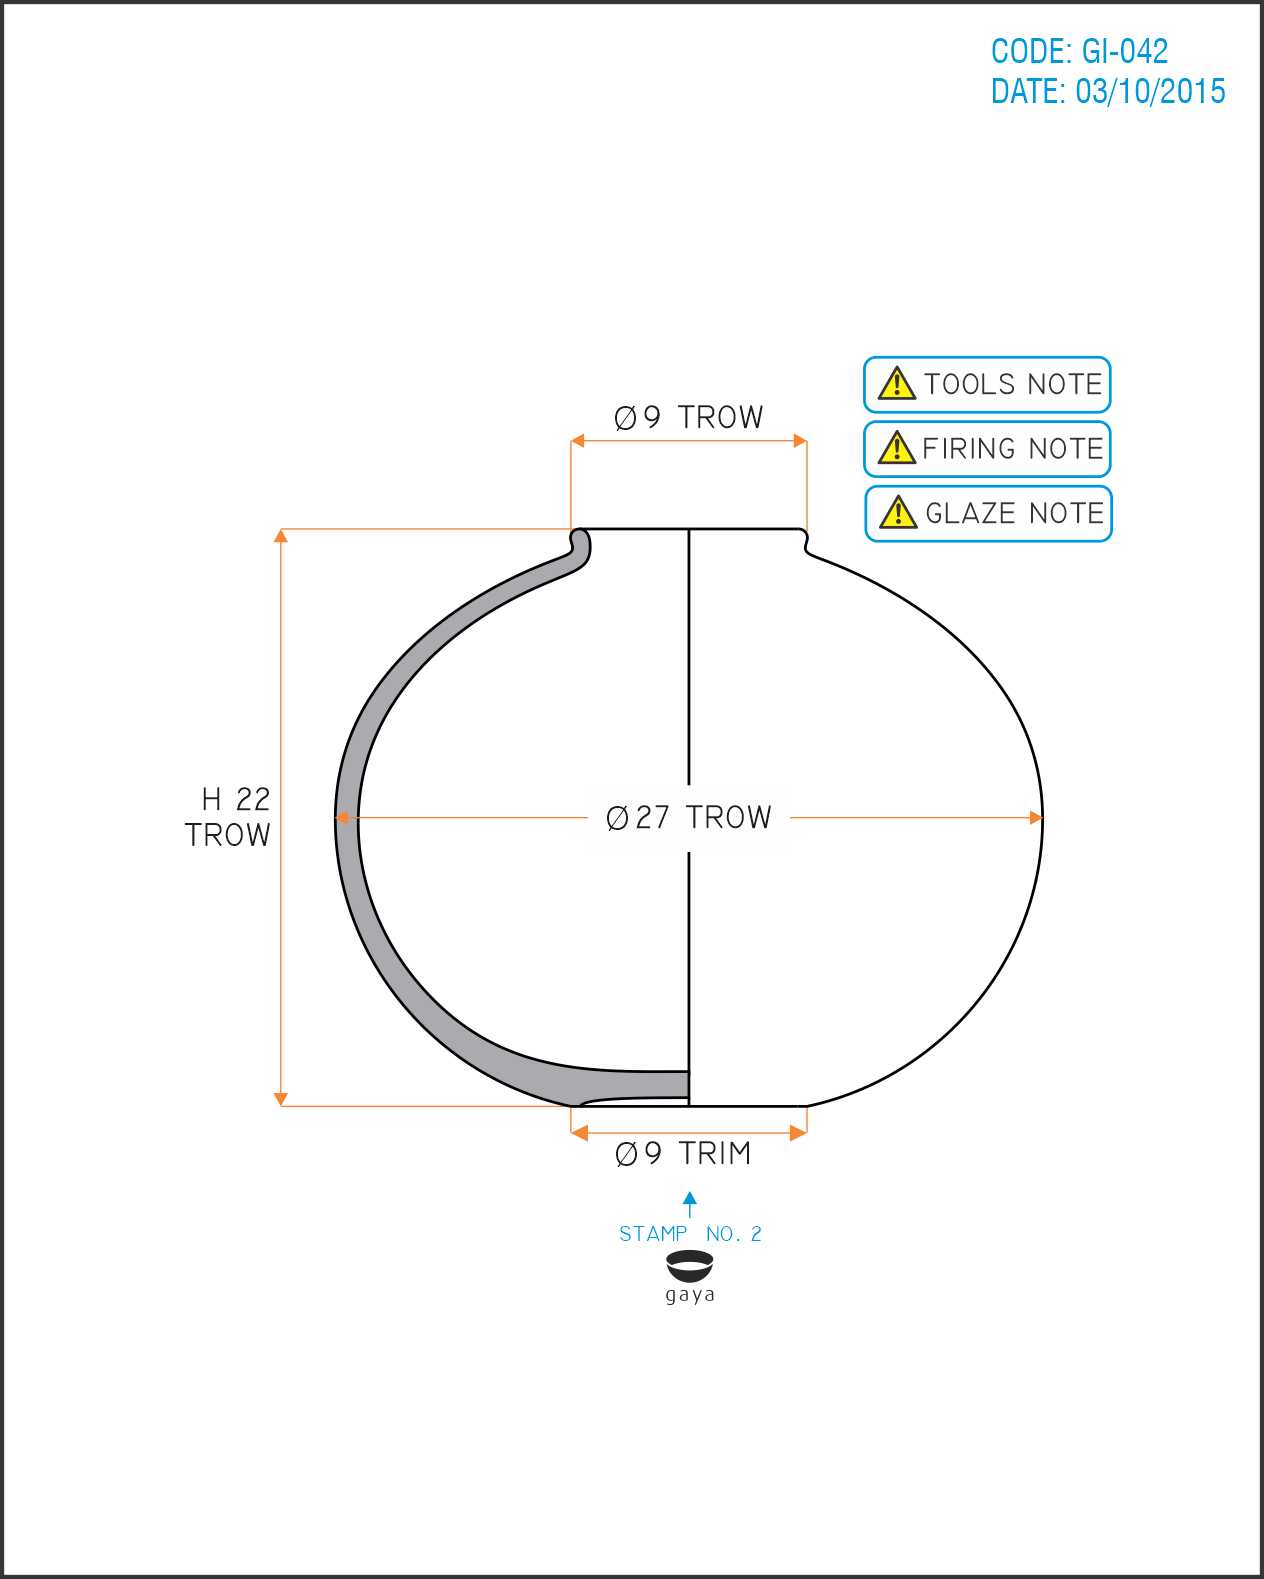 CODE: GI-042
DATE: 03/10/2015
TOOLS NOTE
Ø9 TROW
FIRING NOTE
GLAZE NOTE
H 22
TROW
Ø27 TROW
Ø9 TRIM
STAMP NO. 2
gaya